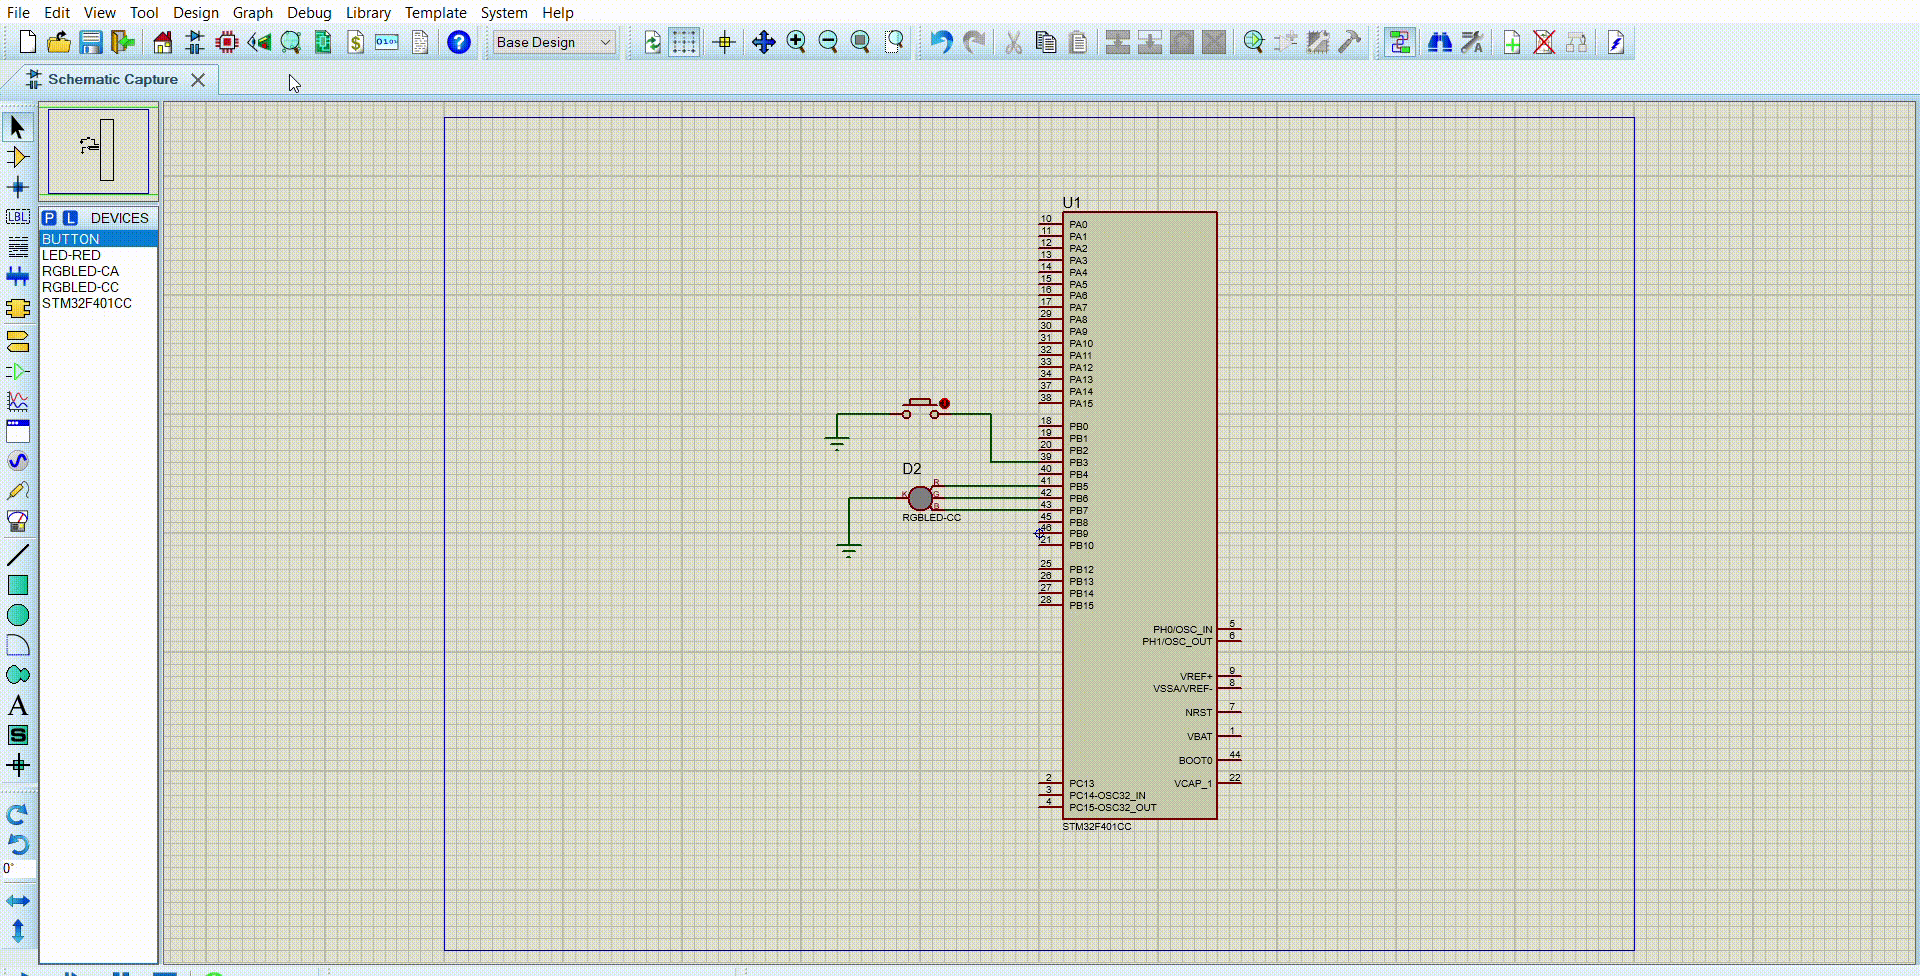 File Edit View Tool Design Graph Debug Library Template System Help
Base Design
Schematic Capture
P L DEVICES
BUTTON
LED-RED
RGBLED-CA
RGBLED-CC
STM32F401CC
LBL
A
S
0°
U1
10 PA0
11 PA1
12 PA2
13 PA3
14 PA4
15 PA5
16 PA6
17 PA7
29 PA8
30 PA9
31 PA10
32 PA11
33 PA12
34 PA13
37 PA14
38 PA15
18 PB0
19 PB1
20 PB2
39 PB3
40 PB4
41 PB5
42 PB6
43 PB7
45 PB8
46 PB9
21 PB10
25 PB12
26 PB13
27 PB14
28 PB15
D2
R
K G
B
RGBLED-CC
PH0/OSC_IN 5
PH1/OSC_OUT 6
VREF+ 9
VSSA/VREF- 8
NRST 7
VBAT 1
BOOT0 44
2 PC13 VCAP_1 22
3 PC14-OSC32_IN
4 PC15-OSC32_OUT
STM32F401CC